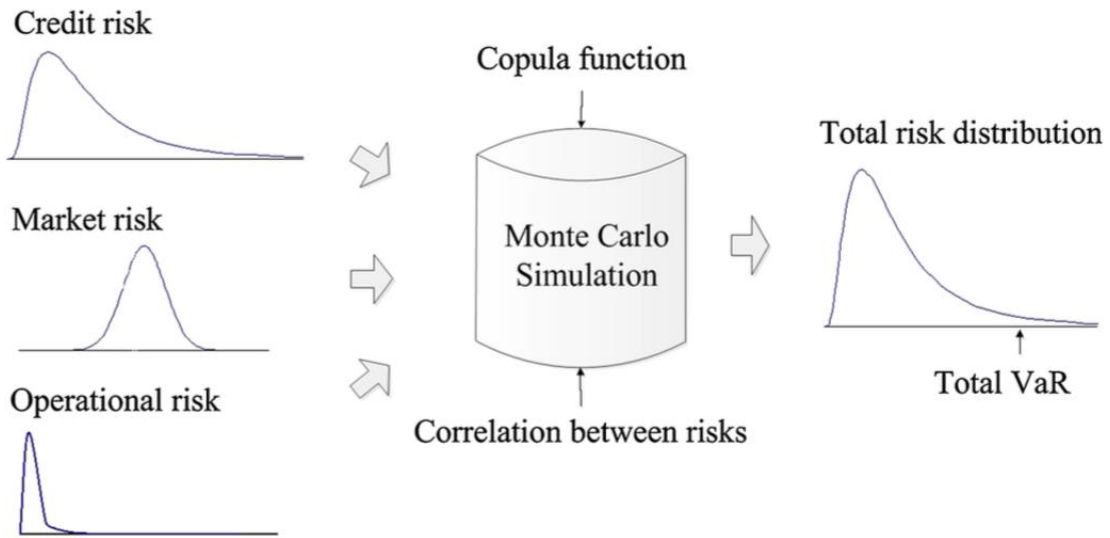 Credit risk
Market risk
Operational risk
Copula function
Monte Carlo
Simulation
Correlation between risks
Total risk distribution
Total VaR